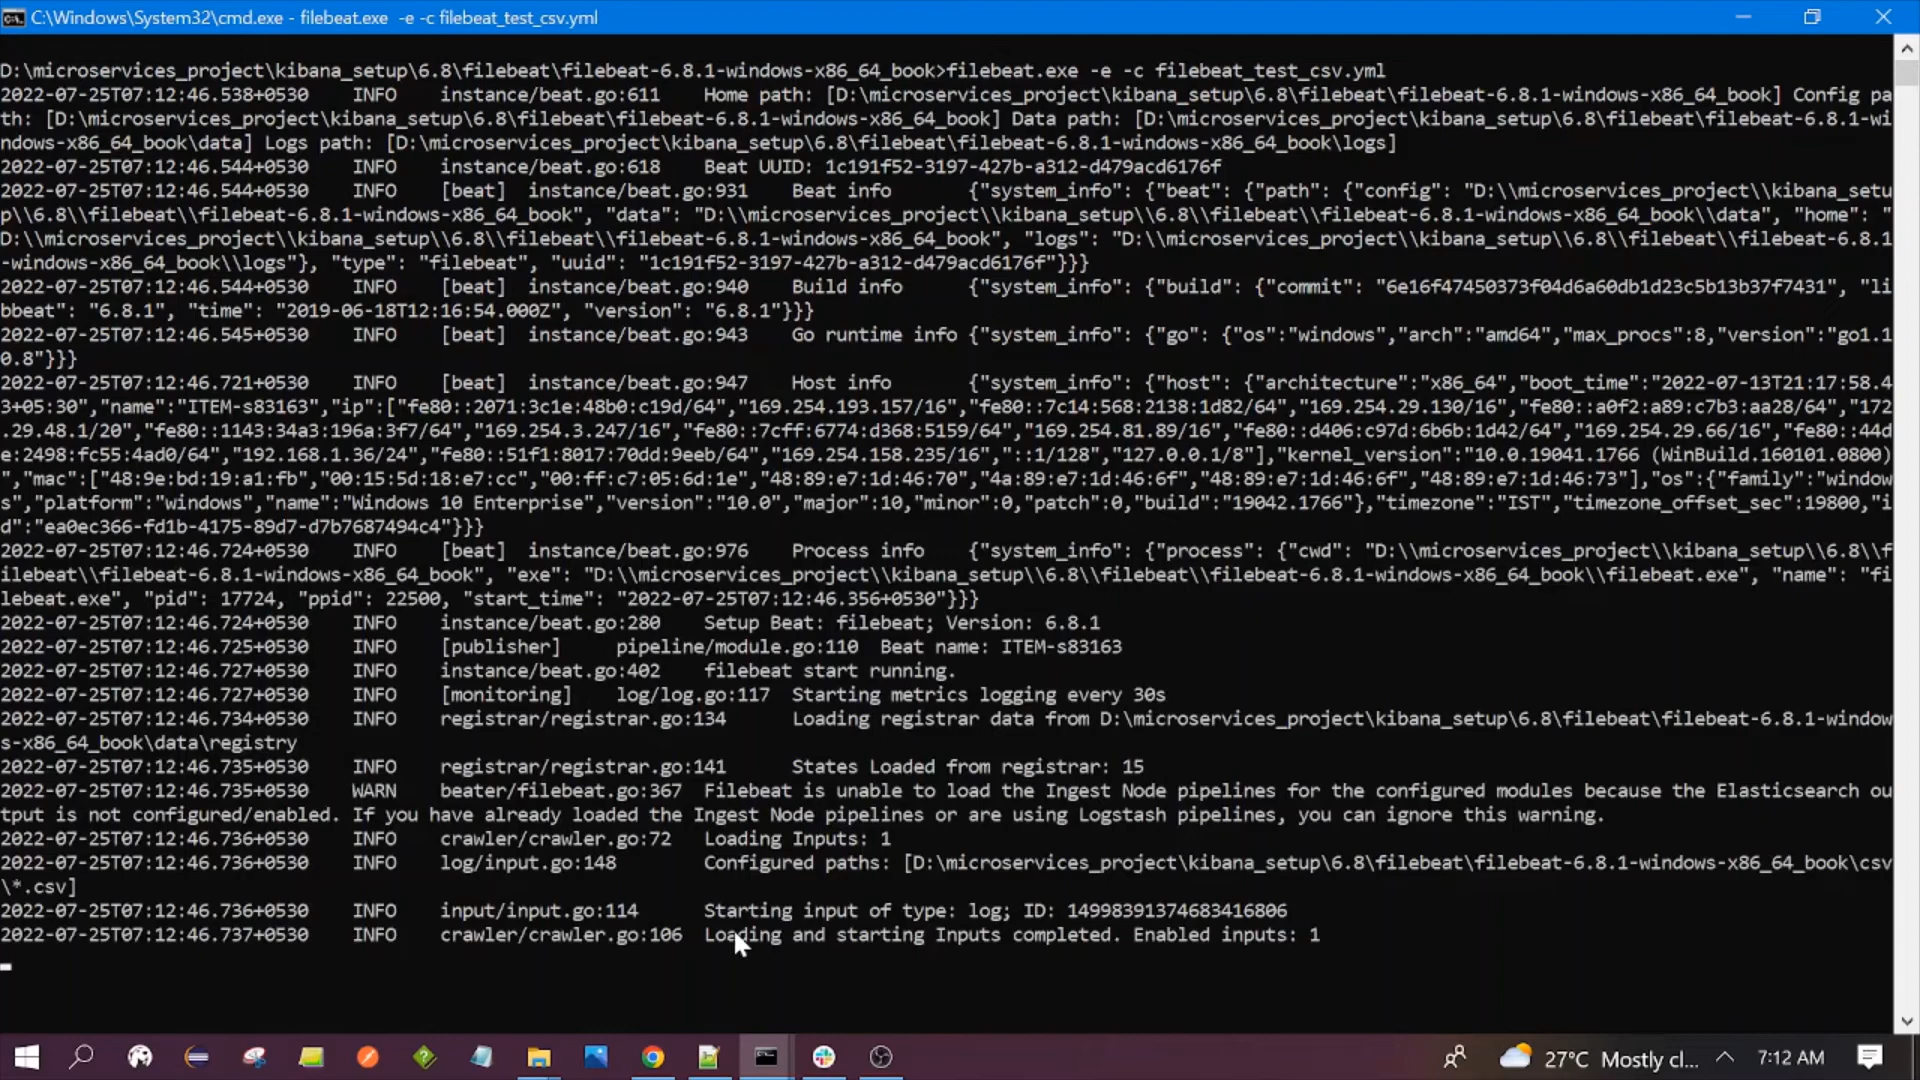 C:\Windows\System32\cmd.exe - filebeat.exe  -e -c filebeat_test_csv.yml
D:\microservices_project\kibana_setup\6.8\filebeat\filebeat-6.8.1-windows-x86_64_book>filebeat.exe -e -c filebeat_test_csv.yml
2022-07-25T07:12:46.538+0530    INFO    instance/beat.go:611    Home path: [D:\microservices_project\kibana_setup\6.8\filebeat\filebeat-6.8.1-windows-x86_64_book] Config pa
th: [D:\microservices_project\kibana_setup\6.8\filebeat\filebeat-6.8.1-windows-x86_64_book] Data path: [D:\microservices_project\kibana_setup\6.8\filebeat\filebeat-6.8.1-wi
ndows-x86_64_book\data] Logs path: [D:\microservices_project\kibana_setup\6.8\filebeat\filebeat-6.8.1-windows-x86_64_book\logs]
2022-07-25T07:12:46.544+0530    INFO    instance/beat.go:618    Beat UUID: 1c191f52-3197-427b-a312-d479acd6176f
2022-07-25T07:12:46.544+0530    INFO    [beat]  instance/beat.go:931    Beat info       {"system_info": {"beat": {"path": {"config": "D:\\microservices_project\\kibana_setu
p\\6.8\\filebeat\\filebeat-6.8.1-windows-x86_64_book", "data": "D:\\microservices_project\\kibana_setup\\6.8\\filebeat\\filebeat-6.8.1-windows-x86_64_book\\data", "home": "
D:\\microservices_project\\kibana_setup\\6.8\\filebeat\\filebeat-6.8.1-windows-x86_64_book", "logs": "D:\\microservices_project\\kibana_setup\\6.8\\filebeat\\filebeat-6.8.1
-windows-x86_64_book\\logs"}, "type": "filebeat", "uuid": "1c191f52-3197-427b-a312-d479acd6176f"}}}
2022-07-25T07:12:46.544+0530    INFO    [beat]  instance/beat.go:940    Build info      {"system_info": {"build": {"commit": "6e16f47450373f04d6a60db1d23c5b13b37f7431", "li
bbeat": "6.8.1", "time": "2019-06-18T12:16:54.000Z", "version": "6.8.1"}}}
2022-07-25T07:12:46.545+0530    INFO    [beat]  instance/beat.go:943    Go runtime info {"system_info": {"go": {"os":"windows","arch":"amd64","max_procs":8,"version":"go1.1
0.8"}}}
2022-07-25T07:12:46.721+0530    INFO    [beat]  instance/beat.go:947    Host info       {"system_info": {"host": {"architecture":"x86_64","boot_time":"2022-07-13T21:17:58.4
3+05:30","name":"ITEM-s83163","ip":["fe80::2071:3c1e:48b0:c19d/64","169.254.193.157/16","fe80::7c14:568:2138:1d82/64","169.254.29.130/16","fe80::a0f2:a89:c7b3:aa28/64","172
.29.48.1/20","fe80::1143:34a3:196a:3f7/64","169.254.3.247/16","fe80::7cff:6774:d368:5159/64","169.254.81.89/16","fe80::d406:c97d:6b6b:1d42/64","169.254.29.66/16","fe80::44d
e:2498:fc55:4ad0/64","192.168.1.36/24","fe80::51f1:8017:70dd:9eeb/64","169.254.158.235/16","::1/128","127.0.0.1/8"],"kernel_version":"10.0.19041.1766 (WinBuild.160101.0800)
","mac":["48:9e:bd:19:a1:fb","00:15:5d:18:e7:cc","00:ff:c7:05:6d:1e","48:89:e7:1d:46:70","4a:89:e7:1d:46:6f","48:89:e7:1d:46:6f","48:89:e7:1d:46:73"],"os":{"family":"window
s","platform":"windows","name":"Windows 10 Enterprise","version":"10.0","major":10,"minor":0,"patch":0,"build":"19042.1766"},"timezone":"IST","timezone_offset_sec":19800,"i
d":"ea0ec366-fd1b-4175-89d7-d7b7687494c4"}}}
2022-07-25T07:12:46.724+0530    INFO    [beat]  instance/beat.go:976    Process info    {"system_info": {"process": {"cwd": "D:\\microservices_project\\kibana_setup\\6.8\\f
ilebeat\\filebeat-6.8.1-windows-x86_64_book", "exe": "D:\\microservices_project\\kibana_setup\\6.8\\filebeat\\filebeat-6.8.1-windows-x86_64_book\\filebeat.exe", "name": "fi
lebeat.exe", "pid": 17724, "ppid": 22500, "start_time": "2022-07-25T07:12:46.356+0530"}}}
2022-07-25T07:12:46.724+0530    INFO    instance/beat.go:280    Setup Beat: filebeat; Version: 6.8.1
2022-07-25T07:12:46.725+0530    INFO    [publisher]     pipeline/module.go:110  Beat name: ITEM-s83163
2022-07-25T07:12:46.727+0530    INFO    instance/beat.go:402    filebeat start running.
2022-07-25T07:12:46.727+0530    INFO    [monitoring]    log/log.go:117  Starting metrics logging every 30s
2022-07-25T07:12:46.734+0530    INFO    registrar/registrar.go:134      Loading registrar data from D:\microservices_project\kibana_setup\6.8\filebeat\filebeat-6.8.1-window
s-x86_64_book\data\registry
2022-07-25T07:12:46.735+0530    INFO    registrar/registrar.go:141      States Loaded from registrar: 15
2022-07-25T07:12:46.735+0530    WARN    beater/filebeat.go:367  Filebeat is unable to load the Ingest Node pipelines for the configured modules because the Elasticsearch ou
tput is not configured/enabled. If you have already loaded the Ingest Node pipelines or are using Logstash pipelines, you can ignore this warning.
2022-07-25T07:12:46.736+0530    INFO    crawler/crawler.go:72   Loading Inputs: 1
2022-07-25T07:12:46.736+0530    INFO    log/input.go:148        Configured paths: [D:\microservices_project\kibana_setup\6.8\filebeat\filebeat-6.8.1-windows-x86_64_book\csv
\*.csv]
2022-07-25T07:12:46.736+0530    INFO    input/input.go:114      Starting input of type: log; ID: 14998391374683416806
2022-07-25T07:12:46.737+0530    INFO    crawler/crawler.go:106  Loading and starting Inputs completed. Enabled inputs: 1
27°C  Mostly cl...  7:12 AM